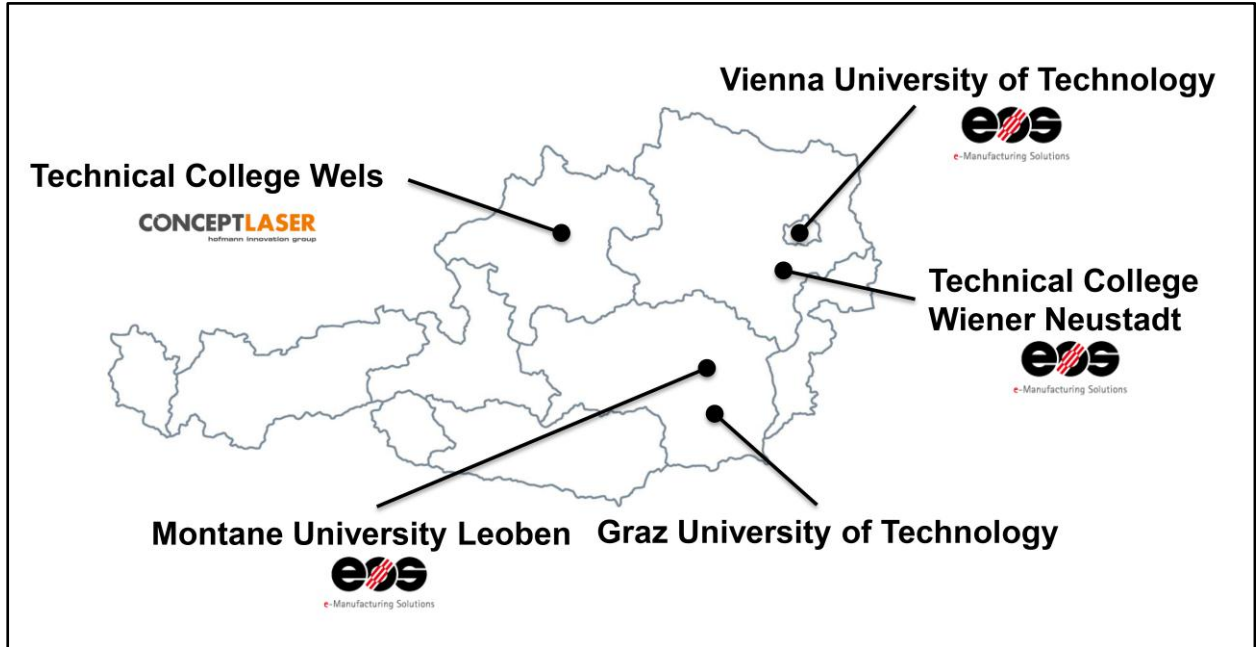 Vienna University of Technology
eos
e-Manufacturing Solutions
Technical College Wels
CONCEPTLASER
hofmann innovation group
Technical College
Wiener Neustadt
eos
e-Manufacturing Solutions
Montane University Leoben
eos
e-Manufacturing Solutions
Graz University of Technology